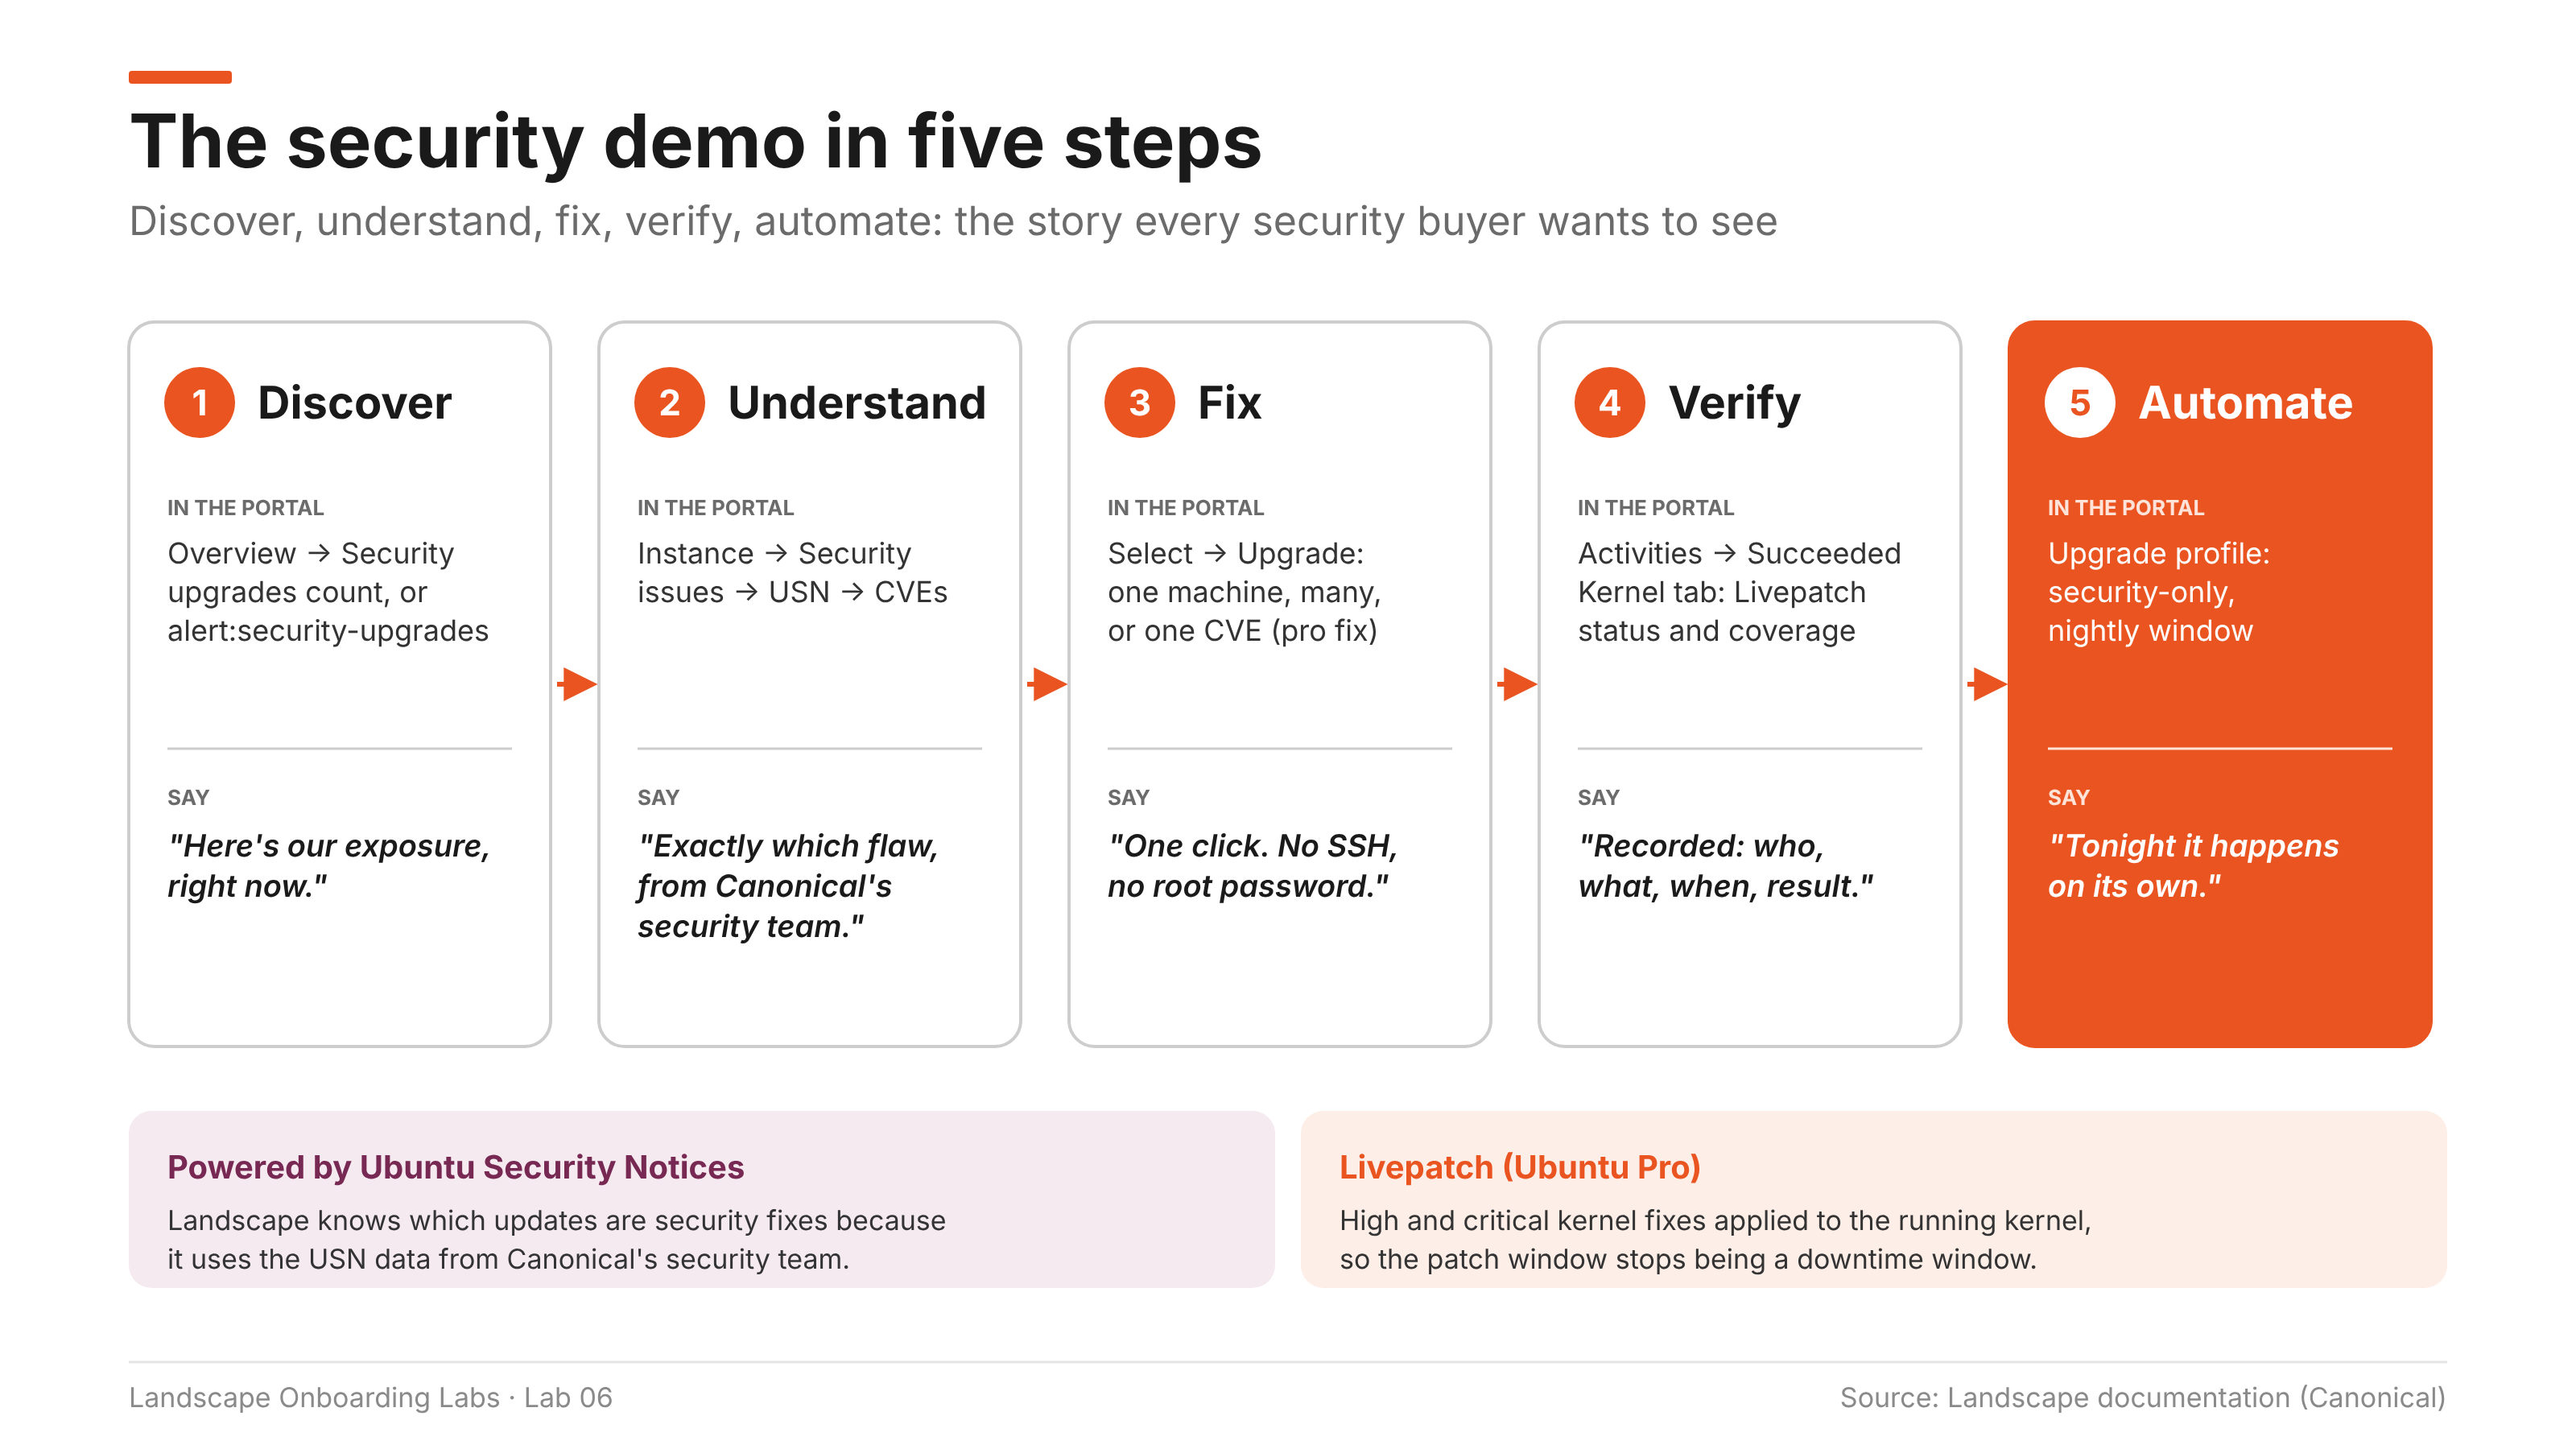 The security demo in five steps
Discover, understand, fix, verify, automate: the story every security buyer wants to see
1 Discover
IN THE PORTAL
Overview → Security
upgrades count, or
alert:security-upgrades
SAY
"Here's our exposure,
right now."
2 Understand
IN THE PORTAL
Instance → Security
issues → USN → CVEs
SAY
"Exactly which flaw,
from Canonical's
security team."
3 Fix
IN THE PORTAL
Select → Upgrade:
one machine, many,
or one CVE (pro fix)
SAY
"One click. No SSH,
no root password."
4 Verify
IN THE PORTAL
Activities → Succeeded
Kernel tab: Livepatch
status and coverage
SAY
"Recorded: who,
what, when, result."
5 Automate
IN THE PORTAL
Upgrade profile:
security-only,
nightly window
SAY
"Tonight it happens
on its own."
Powered by Ubuntu Security Notices
Landscape knows which updates are security fixes because
it uses the USN data from Canonical's security team.
Livepatch (Ubuntu Pro)
High and critical kernel fixes applied to the running kernel,
so the patch window stops being a downtime window.
Landscape Onboarding Labs · Lab 06
Source: Landscape documentation (Canonical)